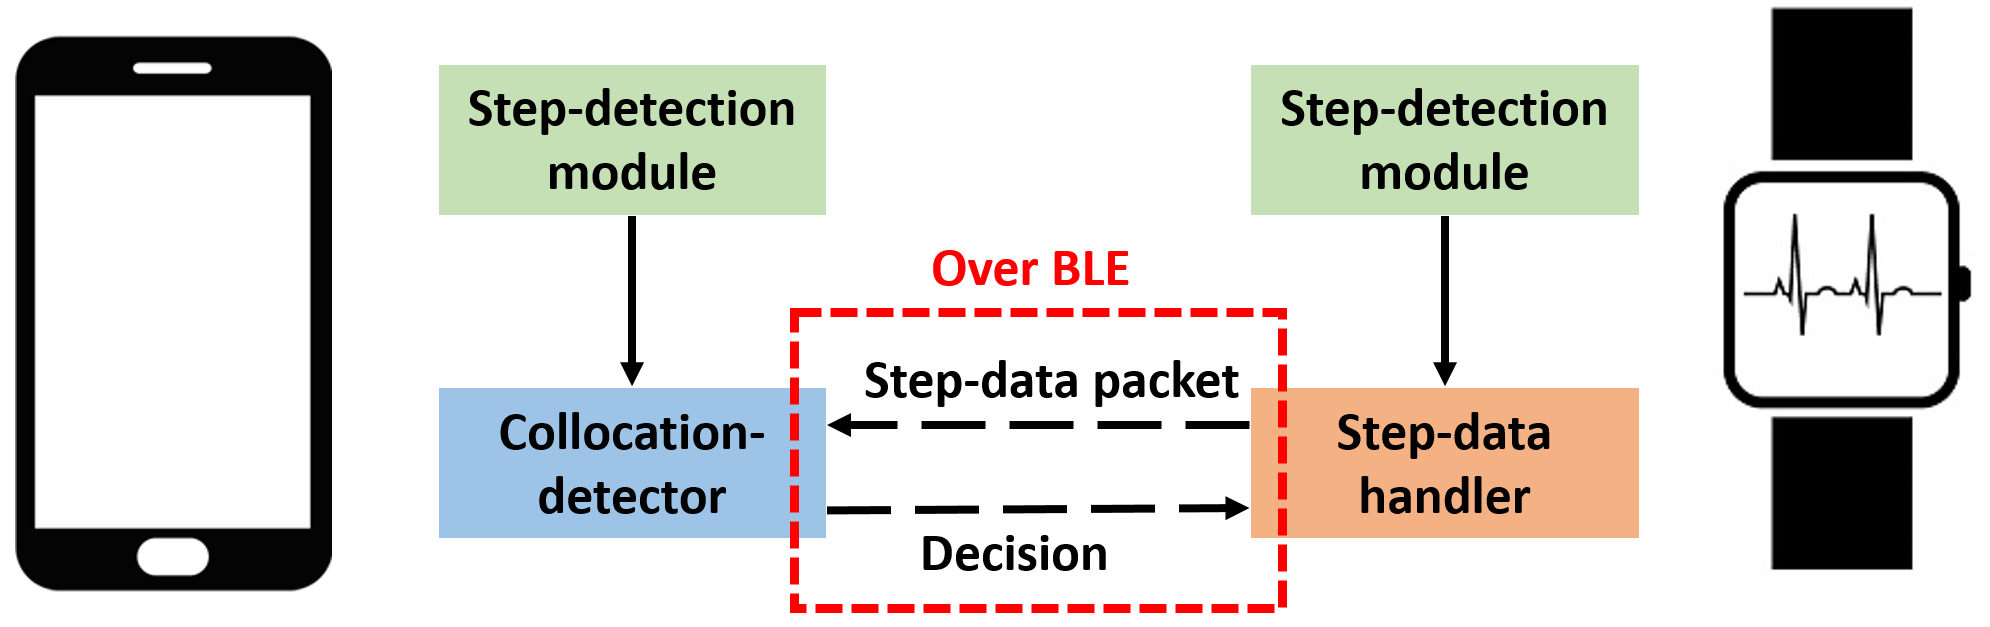 Step-detection
module
Step-detection
module
Over BLE
Step-data packet
Collocation-
detector
Step-data
handler
Decision